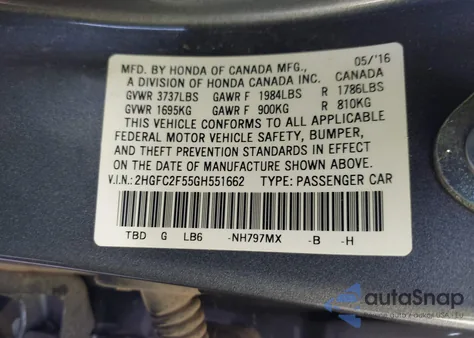 MFD. BY HONDA OF CANADA MFG., 05/'16
A DIVISION OF HONDA CANADA INC. CANADA
GVWR 3737LBS GAWR F 1984LBS R 1786LBS
GVWR 1695KG GAWR F 900KG R 810KG
THIS VEHICLE CONFORMS TO ALL APPLICABLE
FEDERAL MOTOR VEHICLE SAFETY, BUMPER,
AND THEFT PREVENTION STANDARDS IN EFFECT
ON THE DATE OF MANUFACTURE SHOWN ABOVE.
V.I.N.: 2HGFC2F55GH551662 TYPE: PASSENGER CAR
TBD G LB6 -NH797MX -B -H
autoSnap